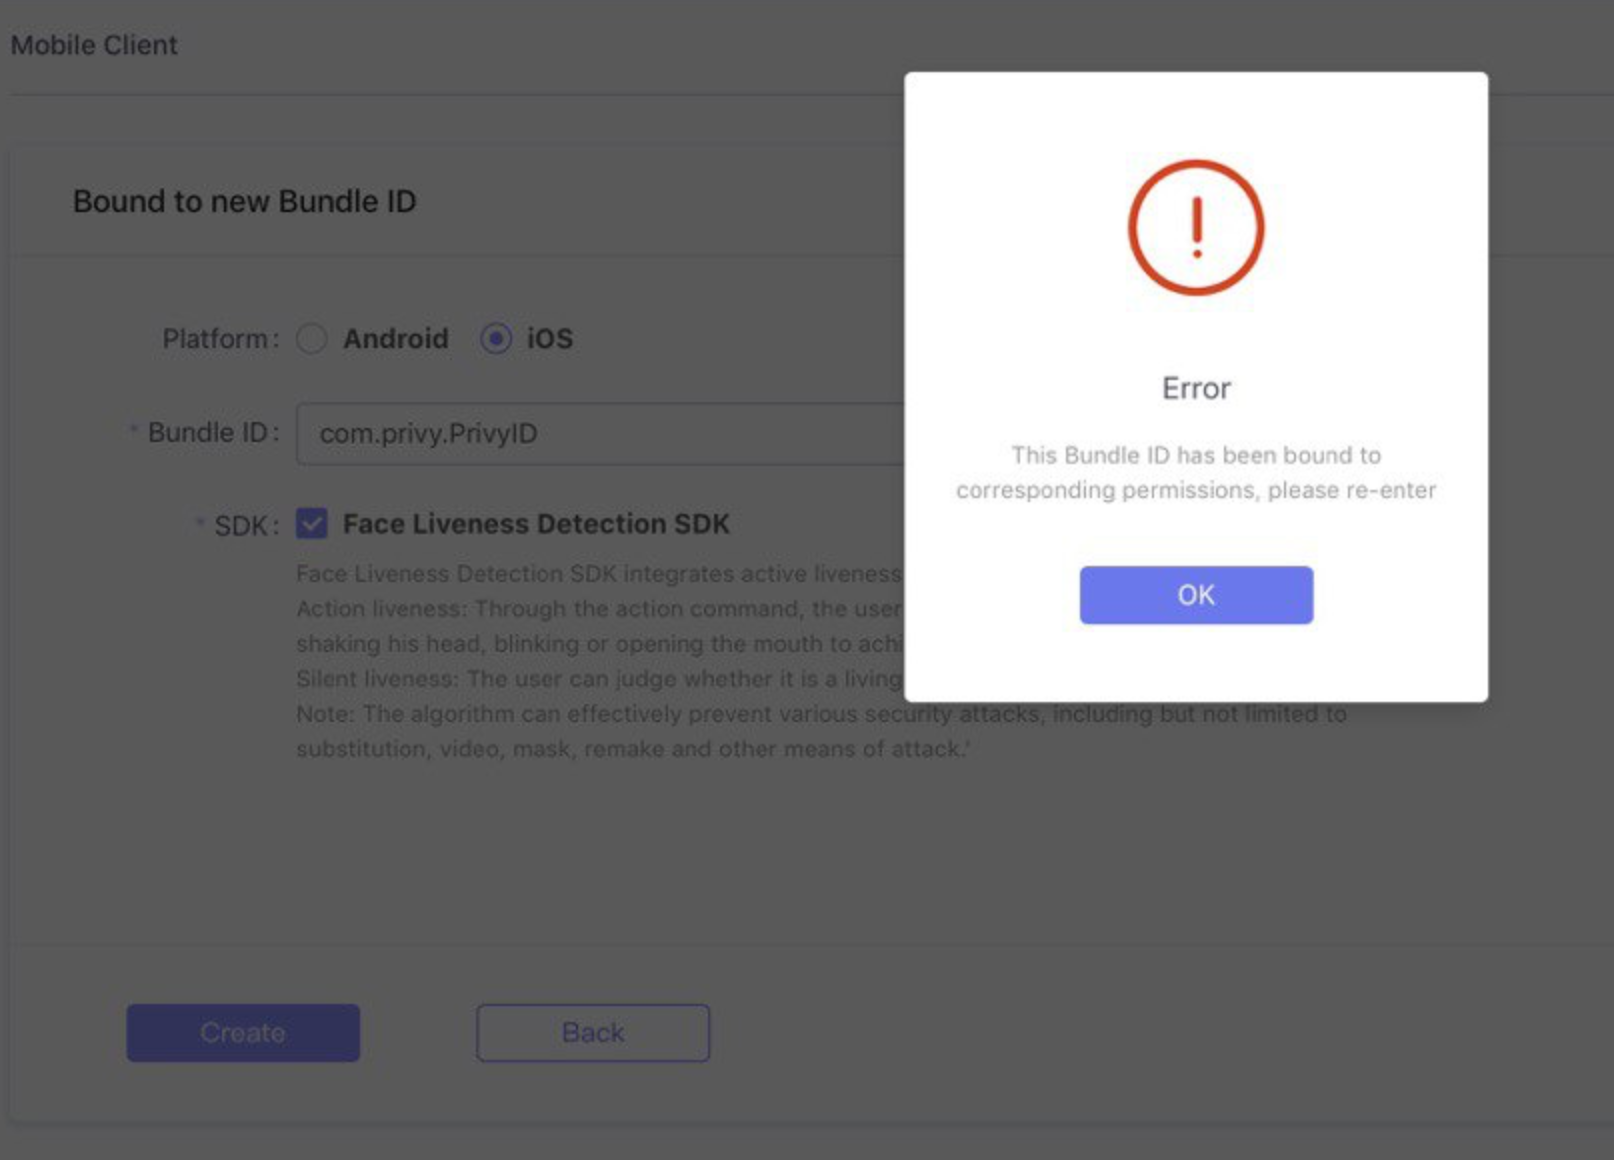 Mobile Client
Bound to new Bundle ID
Platform: Android iOS
* Bundle ID: com.privy.PrivyID
* SDK: Face Liveness Detection SDK
Face Liveness Detection SDK integrates active liveness
Action liveness: Through the action command, the user
shaking his head, blinking or opening the mouth to achi
Silent liveness: The user can judge whether it is a living
Note: The algorithm can effectively prevent various security attacks, including but not limited to
substitution, video, mask, remake and other means of attack.'
Create Back
!
Error
This Bundle ID has been bound to
corresponding permissions, please re-enter
OK